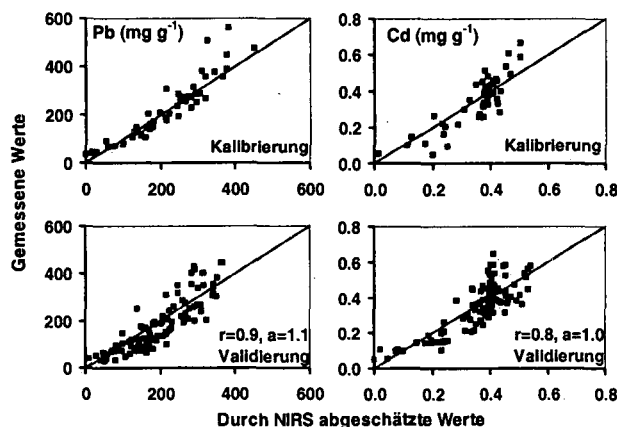 Gemessene Werte
Pb (mg g⁻¹)
600
400
200
0
0 200 400 600
Kalibrierung
Cd (mg g⁻¹)
0.8
0.6
0.4
0.2
0.0
0.0 0.2 0.4 0.6 0.8
Kalibrierung
600
400
200
0
0 200 400 600
r=0.9, a=1.1
Validierung
0.8
0.6
0.4
0.2
0.0
0.0 0.2 0.4 0.6 0.8
r=0.8, a=1.0
Validierung
Durch NIRS abgeschätzte Werte